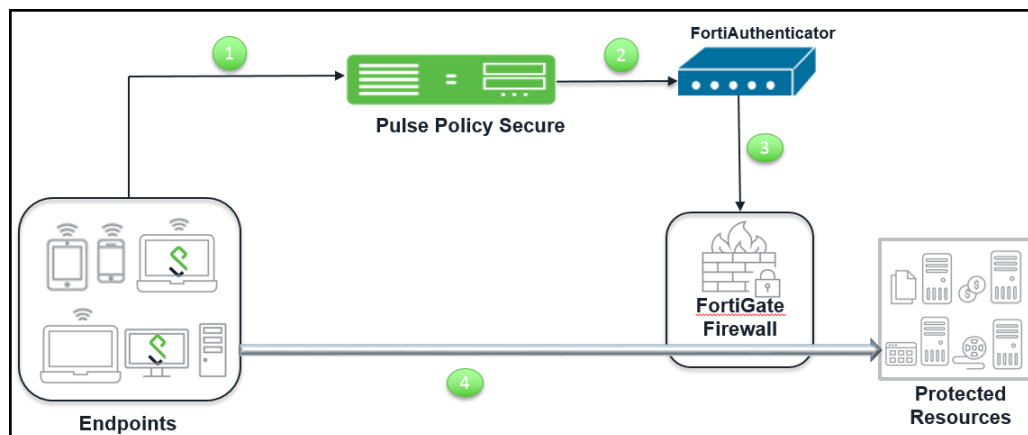 FortiAuthenticator
1
2
=
Pulse Policy Secure
3
FortiGate
Firewall
$
$
4
Endpoints
Protected
Resources